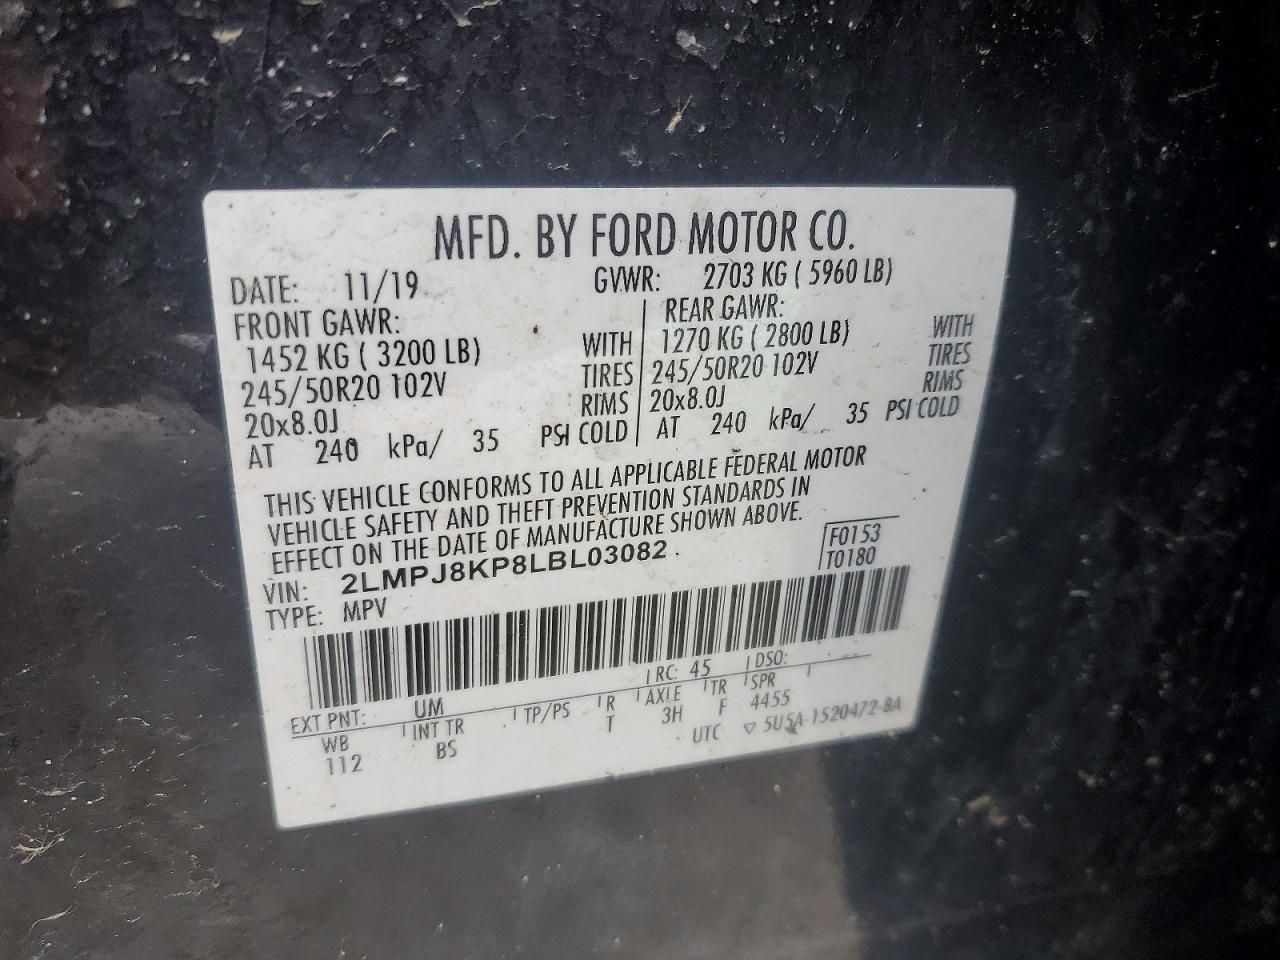 MFD. BY FORD MOTOR CO.
DATE: 11/19 GVWR: 2703 KG ( 5960 LB)
FRONT GAWR: REAR GAWR:
1452 KG ( 3200 LB) WITH 1270 KG ( 2800 LB) WITH
245/50R20 102V TIRES 245/50R20 102V TIRES
20x8.0J RIMS 20x8.0J RIMS
AT 240 kPa/ 35 PSI COLD AT 240 kPa/ 35 PSI COLD
THIS VEHICLE CONFORMS TO ALL APPLICABLE FEDERAL MOTOR
VEHICLE SAFETY AND THEFT PREVENTION STANDARDS IN
EFFECT ON THE DATE OF MANUFACTURE SHOWN ABOVE.
F0153
VIN: 2LMPJ8KP8LBL03082 T0180
TYPE: MPV
EXT PNT: UM RC: 45 DSO:
WB INT TR TP/PS R AXLE TR SPR
112 BS T 3H F 4455
UTC ▽ 5U5A-1520472-BA